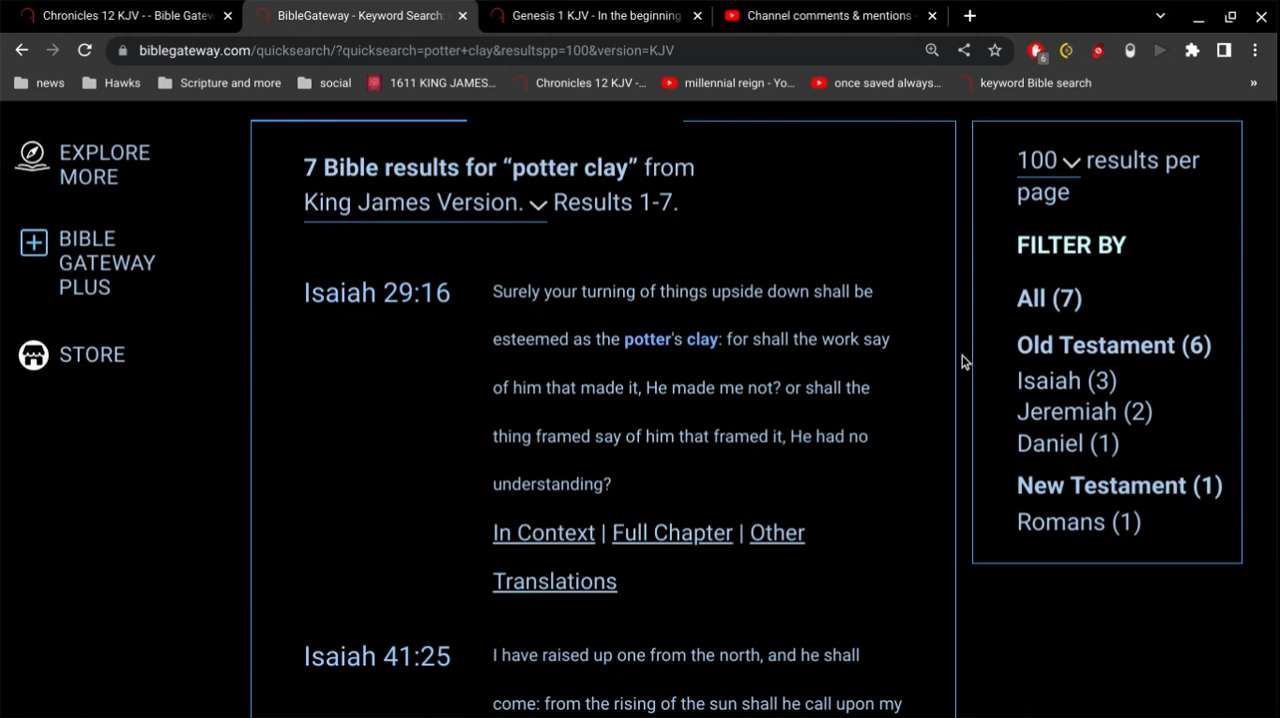 Chronicles 12 KJV - - Bible Gatew
BibleGateway - Keyword Search:
Genesis 1 KJV - In the beginning
Channel comments & mentions -
biblegateway.com/quicksearch/?quicksearch=potter+clay&resultspp=100&version=KJV
6
news
Hawks
Scripture and more
social
1611 KING JAMES...
Chronicles 12 KJV -...
millennial reign - Yo...
once saved always...
keyword Bible search
»
EXPLORE
MORE
BIBLE
GATEWAY
PLUS
STORE
7 Bible results for “potter clay” from
King James Version. Results 1-7.
Isaiah 29:16
Surely your turning of things upside down shall be
esteemed as the potter's clay: for shall the work say
of him that made it, He made me not? or shall the
thing framed say of him that framed it, He had no
understanding?
In Context | Full Chapter | Other
Translations
Isaiah 41:25
I have raised up one from the north, and he shall
come: from the rising of the sun shall he call upon my
100 results per
page
FILTER BY
All (7)
Old Testament (6)
Isaiah (3)
Jeremiah (2)
Daniel (1)
New Testament (1)
Romans (1)